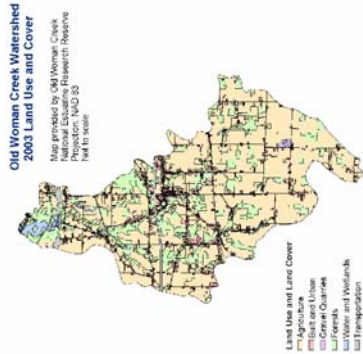 Old Woman Creek Watershed
2003 Land Use and Cover
Map provided by Old Woman Creek
National Estuarine Research Reserve
Projection: NAD 83
Not to scale
Land Use and Land Cover
Agriculture
Built and Urban
Gravel Quarries
Forests
Water and Wetlands
Transportation